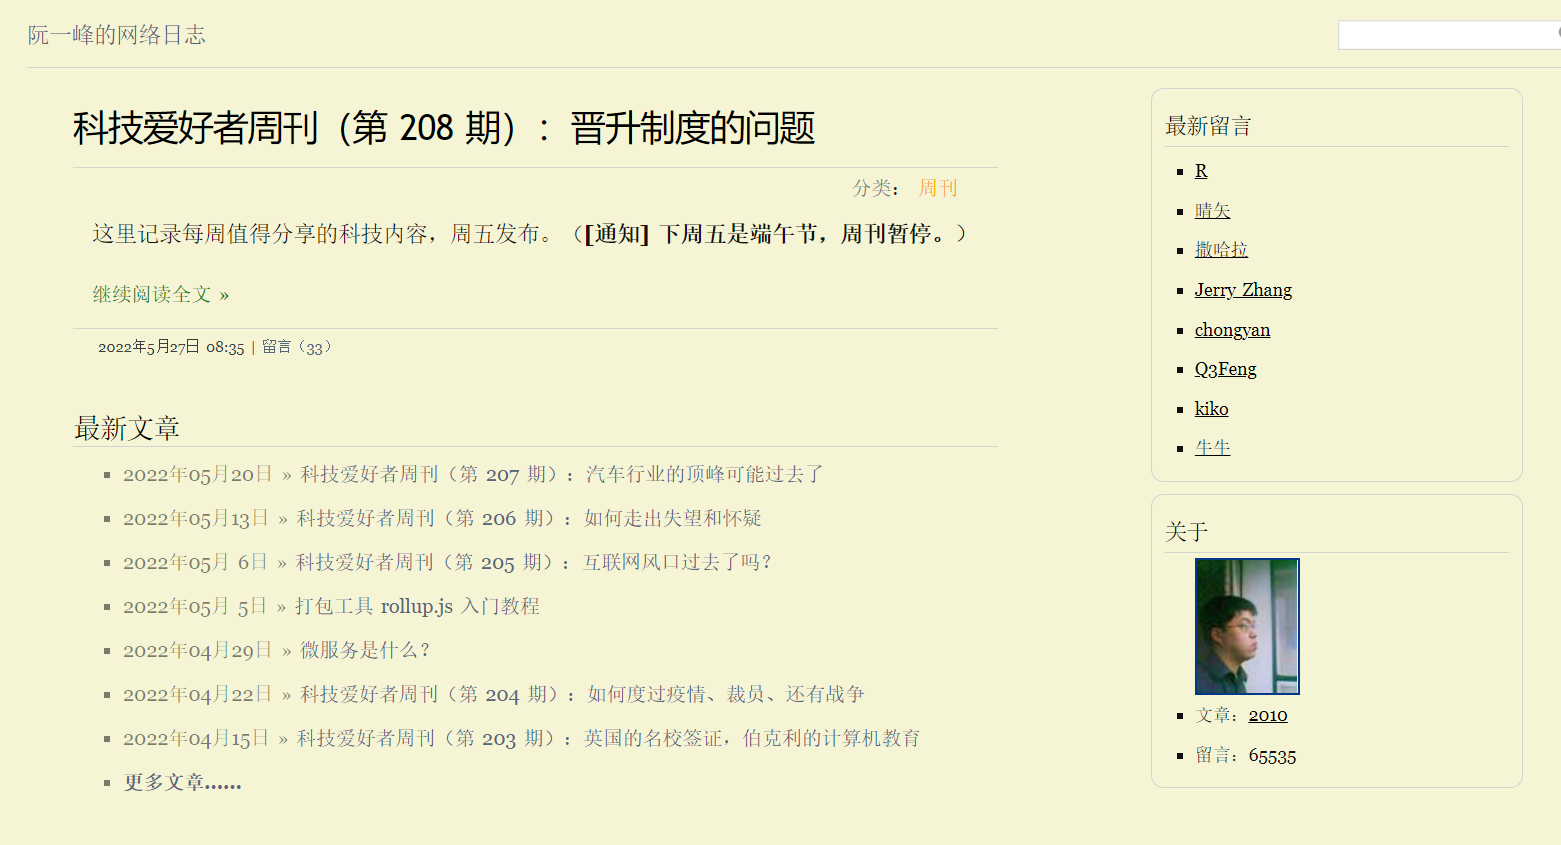 阮一峰的网络日志
科技爱好者周刊（第 208 期）：晋升制度的问题
分类： 周刊
这里记录每周值得分享的科技内容，周五发布。（[通知] 下周五是端午节，周刊暂停。）
继续阅读全文 »
2022年5月27日 08:35 | 留言（33）
最新文章
2022年05月20日 » 科技爱好者周刊（第 207 期）：汽车行业的顶峰可能过去了
2022年05月13日 » 科技爱好者周刊（第 206 期）：如何走出失望和怀疑
2022年05月 6日 » 科技爱好者周刊（第 205 期）：互联网风口过去了吗？
2022年05月 5日 » 打包工具 rollup.js 入门教程
2022年04月29日 » 微服务是什么？
2022年04月22日 » 科技爱好者周刊（第 204 期）：如何度过疫情、裁员、还有战争
2022年04月15日 » 科技爱好者周刊（第 203 期）：英国的名校签证，伯克利的计算机教育
更多文章......
最新留言
R
晴矢
撒哈拉
Jerry Zhang
chongyan
Q3Feng
kiko
牛牛
关于
文章：2010
留言：65535